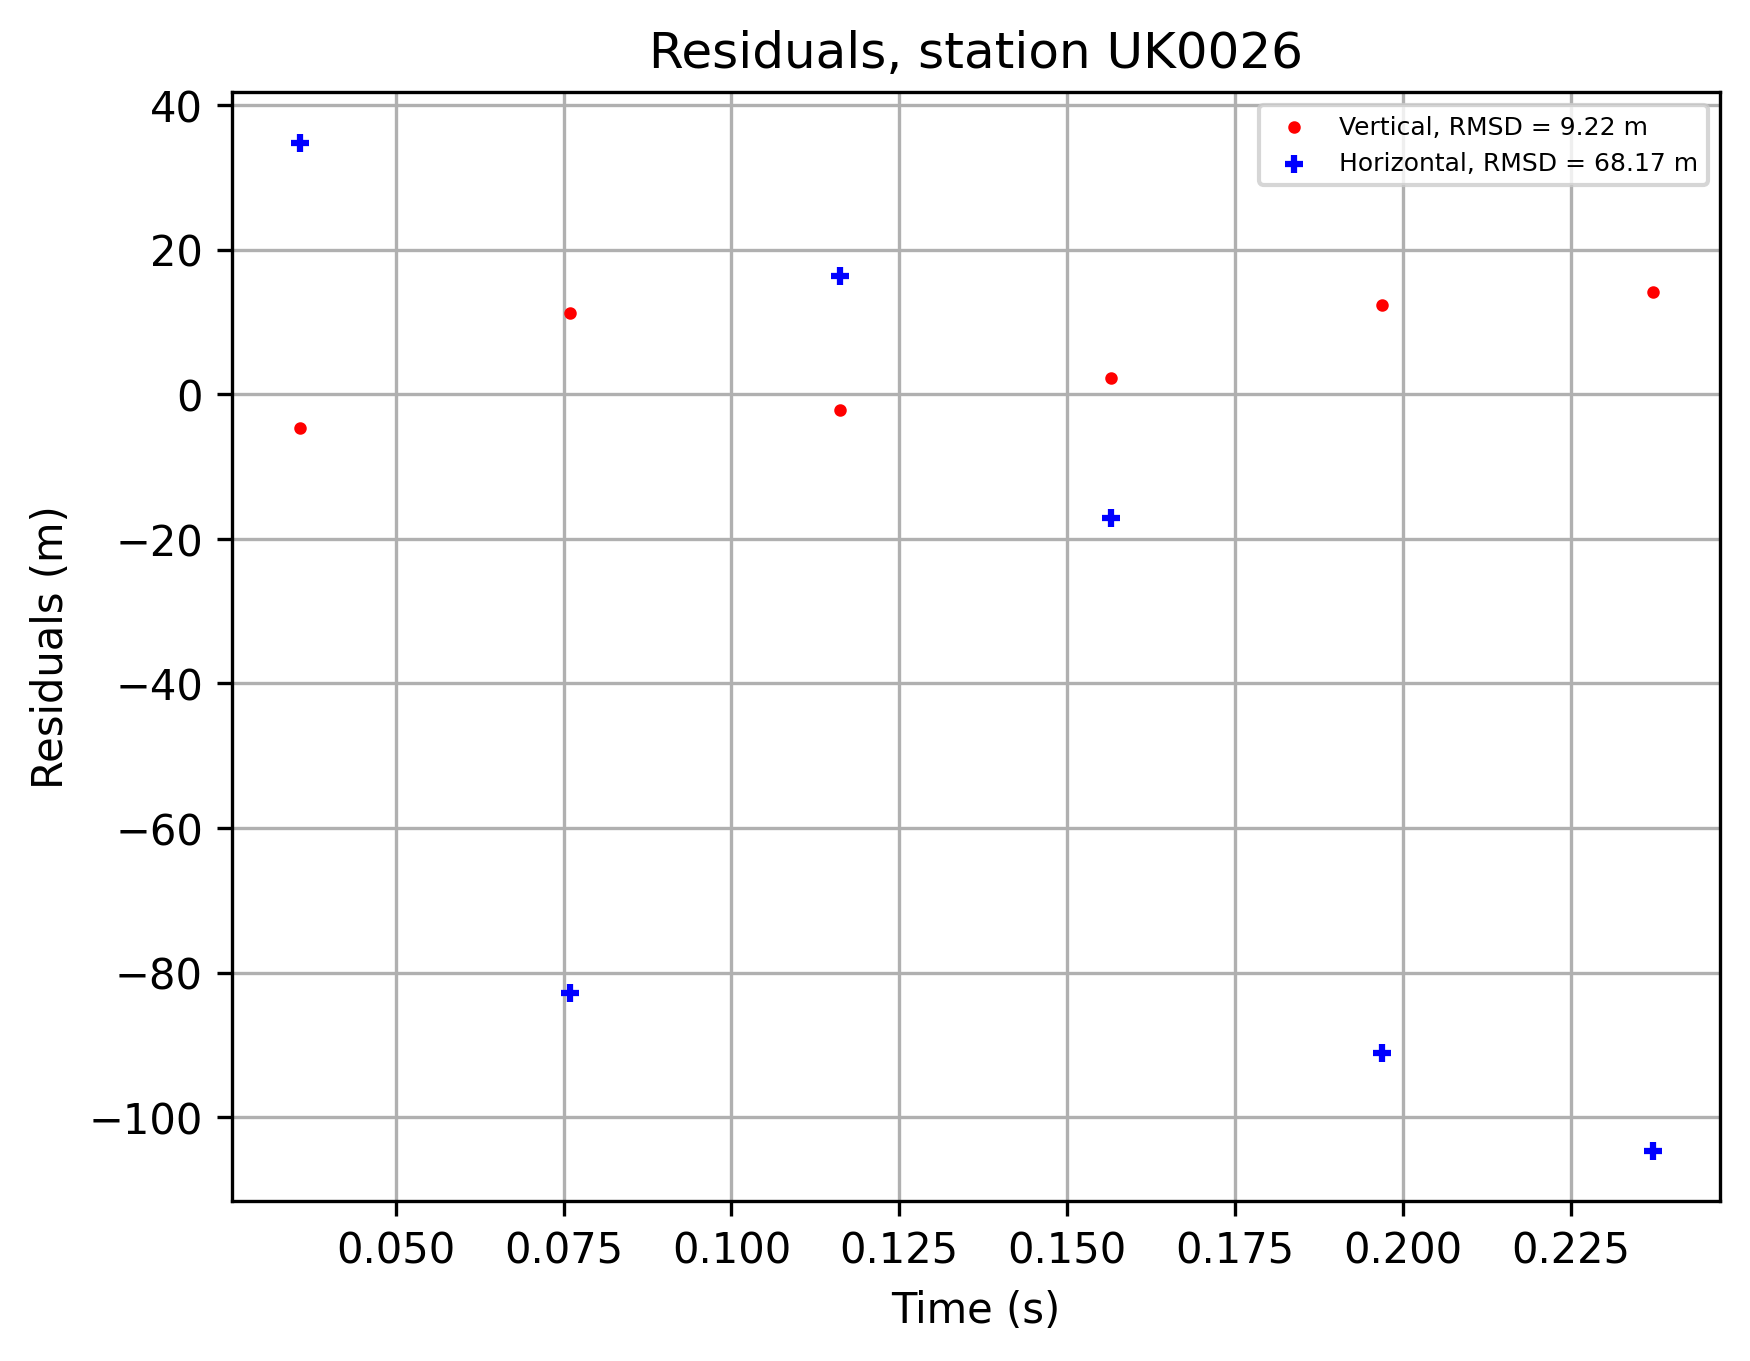 Residuals, station UK0026
Vertical, RMSD = 9.22 m
Horizontal, RMSD = 68.17 m
40
20
0
−20
−40
−60
−80
−100
Residuals (m)
0.050 0.075 0.100 0.125 0.150 0.175 0.200 0.225
Time (s)